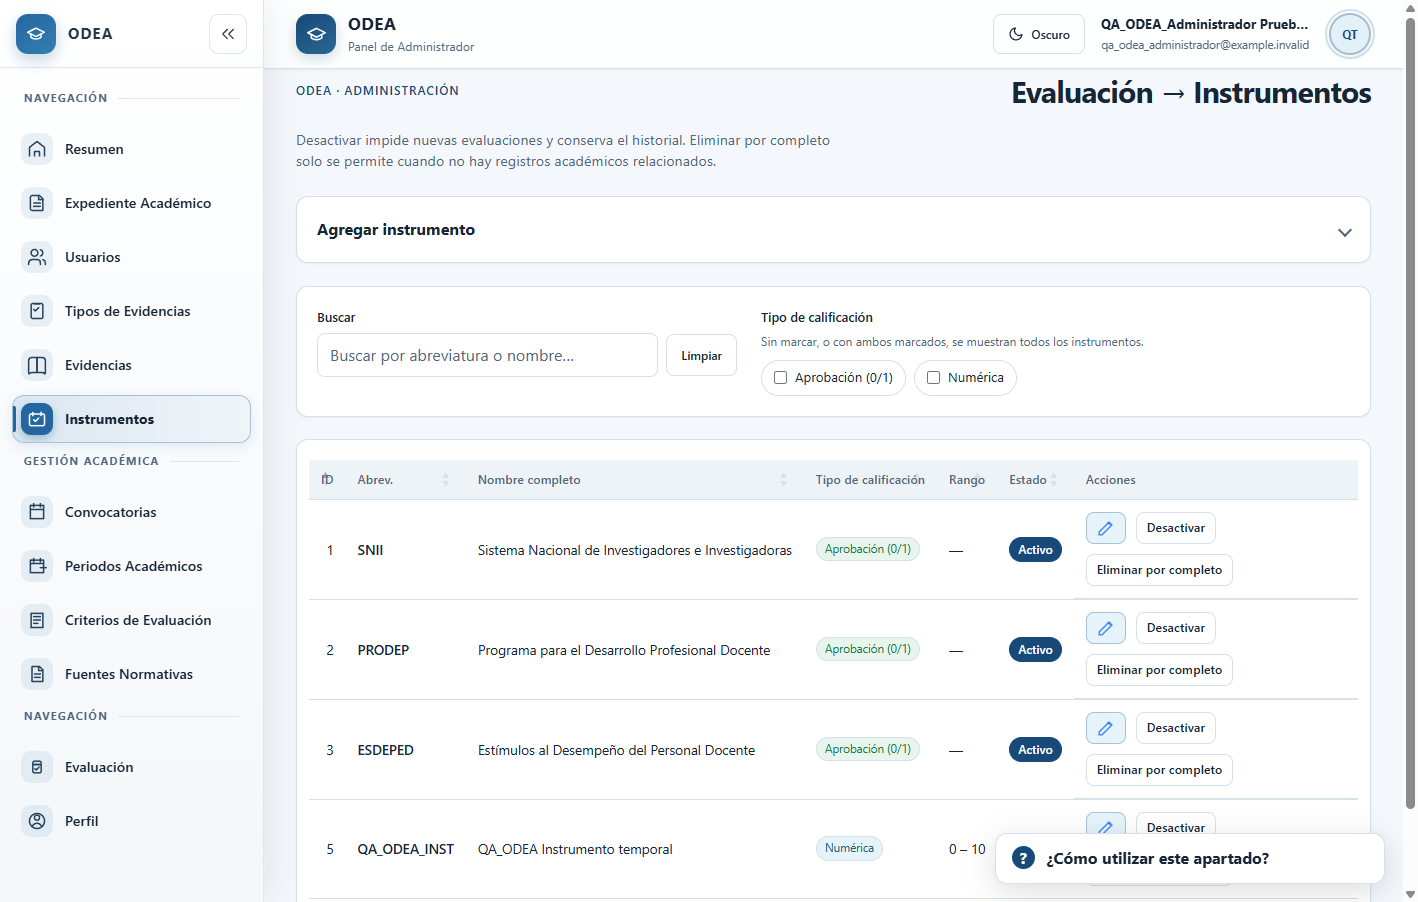 ODEA
NAVEGACIÓN
Resumen
Expediente Académico
Usuarios
Tipos de Evidencias
Evidencias
Instrumentos
GESTIÓN ACADÉMICA
Convocatorias
Periodos Académicos
Criterios de Evaluación
Fuentes Normativas
NAVEGACIÓN
Evaluación
Perfil
ODEA
Panel de Administrador
Oscuro
QA_ODEA_Administrador Prueb...
qa_odea_administrador@example.invalid
QT
ODEA · ADMINISTRACIÓN
Evaluación → Instrumentos
Desactivar impide nuevas evaluaciones y conserva el historial. Eliminar por completo
solo se permite cuando no hay registros académicos relacionados.
Agregar instrumento
Buscar
Buscar por abreviatura o nombre...
Limpiar
Tipo de calificación
Sin marcar, o con ambos marcados, se muestran todos los instrumentos.
Aprobación (0/1)
Numérica
ID Abrev. Nombre completo Tipo de calificación Rango Estado Acciones
1 SNII Sistema Nacional de Investigadores e Investigadoras Aprobación (0/1) — Activo Desactivar
Eliminar por completo
2 PRODEP Programa para el Desarrollo Profesional Docente Aprobación (0/1) — Activo Desactivar
Eliminar por completo
3 ESDEPED Estímulos al Desempeño del Personal Docente Aprobación (0/1) — Activo Desactivar
Eliminar por completo
5 QA_ODEA_INST QA_ODEA Instrumento temporal Numérica 0 – 10 Desactivar
? ¿Cómo utilizar este apartado?